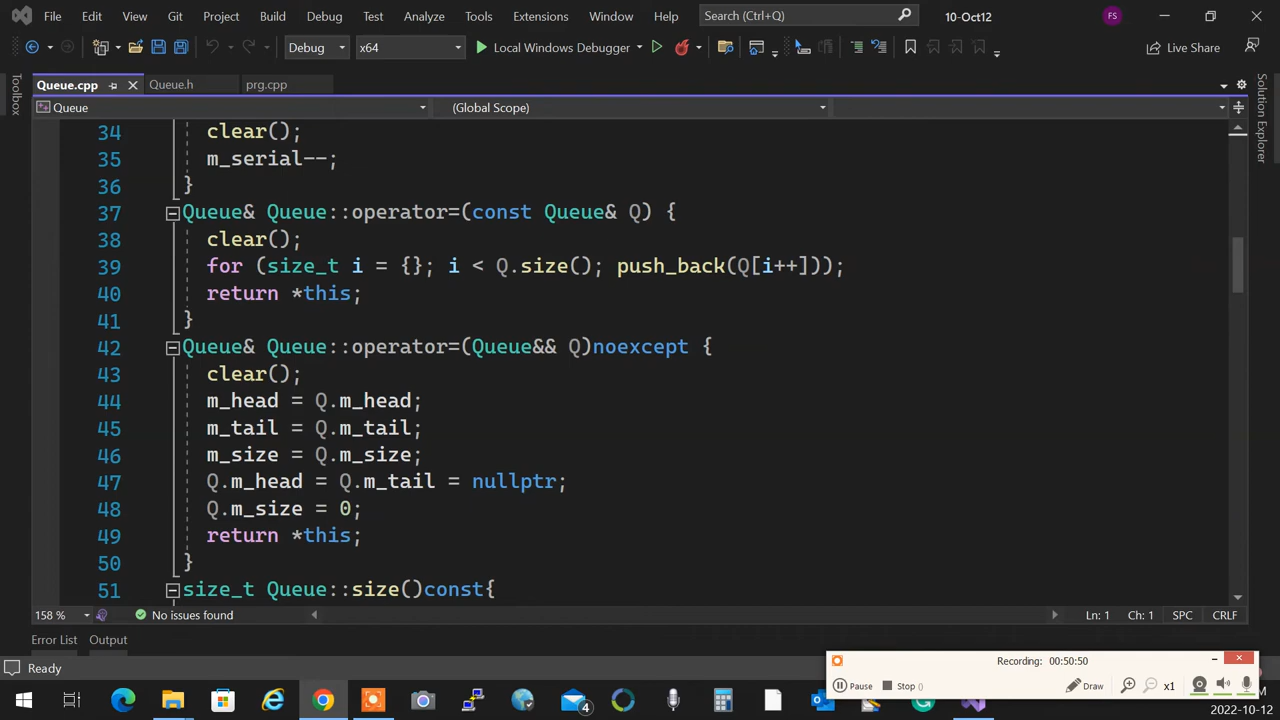 File Edit View Git Project Build Debug Test Analyze Tools Extensions Window Help Search (Ctrl+Q) 10-Oct12 FS
Debug x64 Local Windows Debugger Live Share
Toolbox
Queue.cpp Queue.h prg.cpp
Solution Explorer
Queue (Global Scope)
34 clear();
35 m_serial--;
36 }
37 Queue& Queue::operator=(const Queue& Q) {
38 clear();
39 for (size_t i = {}; i < Q.size(); push_back(Q[i++]));
40 return *this;
41 }
42 Queue& Queue::operator=(Queue&& Q)noexcept {
43 clear();
44 m_head = Q.m_head;
45 m_tail = Q.m_tail;
46 m_size = Q.m_size;
47 Q.m_head = Q.m_tail = nullptr;
48 Q.m_size = 0;
49 return *this;
50 }
51 size_t Queue::size()const{
158 % No issues found Ln: 1 Ch: 1 SPC CRLF
Error List Output
Ready
Recording: 00:50:50
Pause Stop () Draw x1
4
2022-10-12